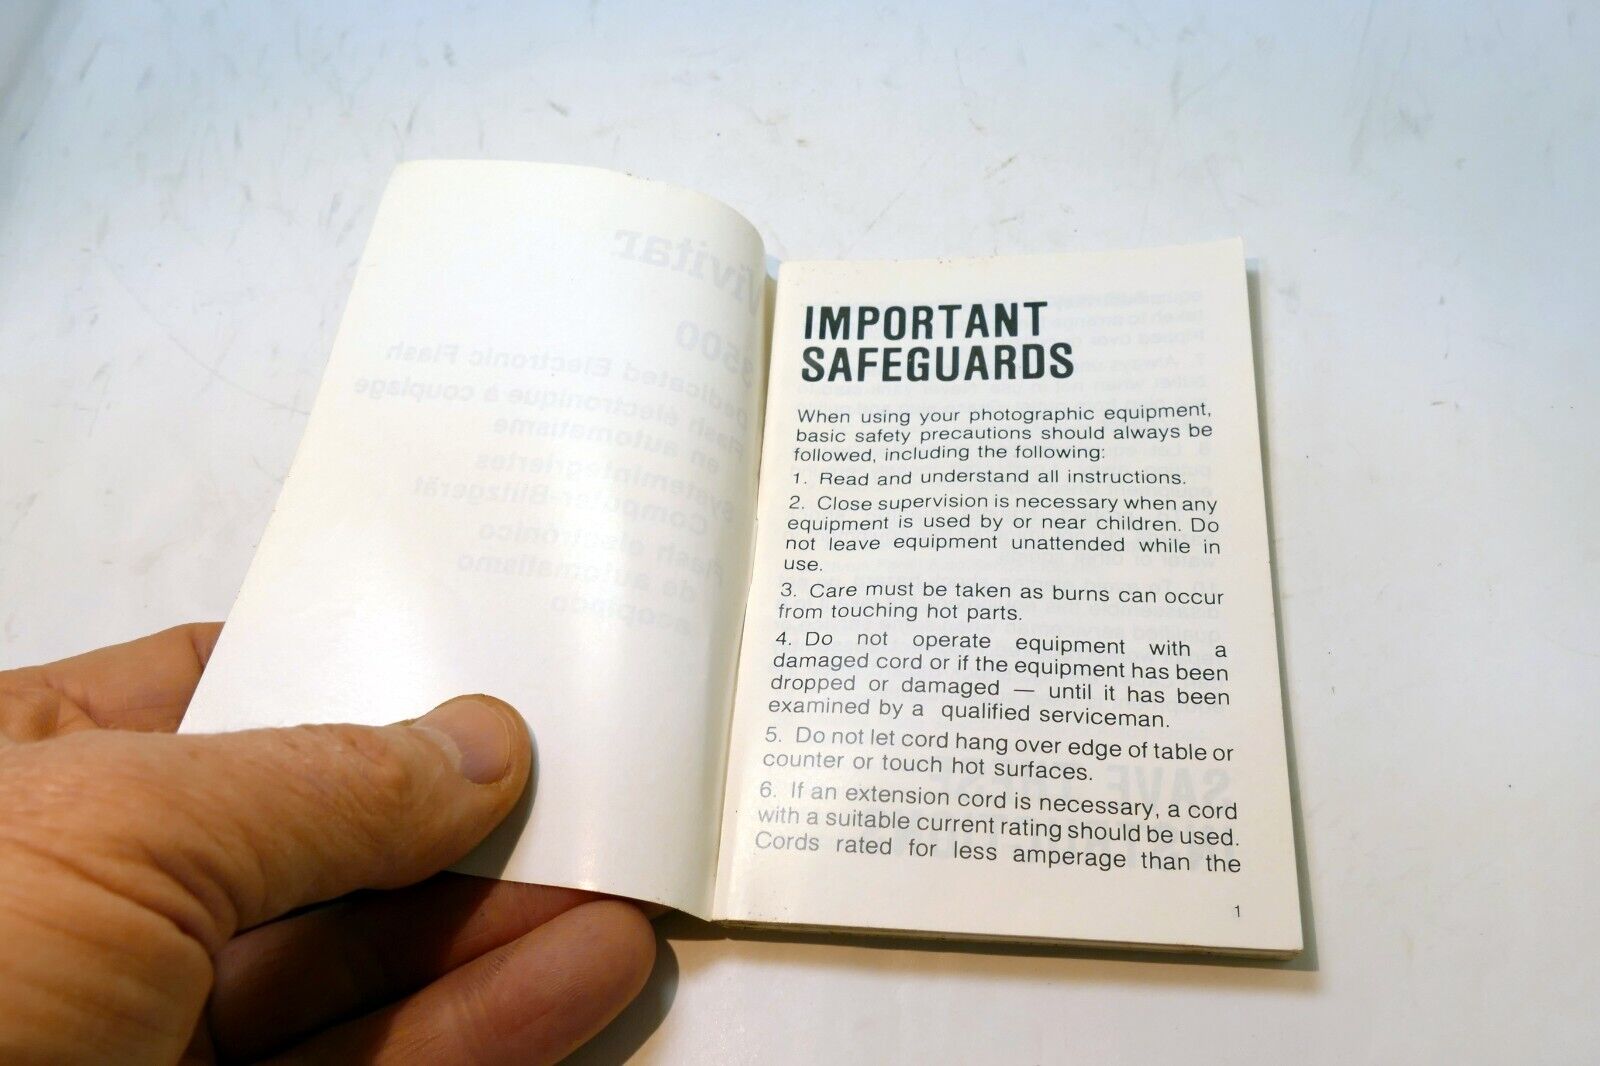 IMPORTANT
SAFEGUARDS
When using your photographic equipment,
basic safety precautions should always be
followed, including the following:
1. Read and understand all instructions.
2. Close supervision is necessary when any
equipment is used by or near children. Do
not leave equipment unattended while in
use.
3. Care must be taken as burns can occur
from touching hot parts.
4. Do not operate equipment with a
damaged cord or if the equipment has been
dropped or damaged — until it has been
examined by a qualified serviceman.
5. Do not let cord hang over edge of table or
counter or touch hot surfaces.
6. If an extension cord is necessary, a cord
with a suitable current rating should be used.
Cords rated for less amperage than the
1